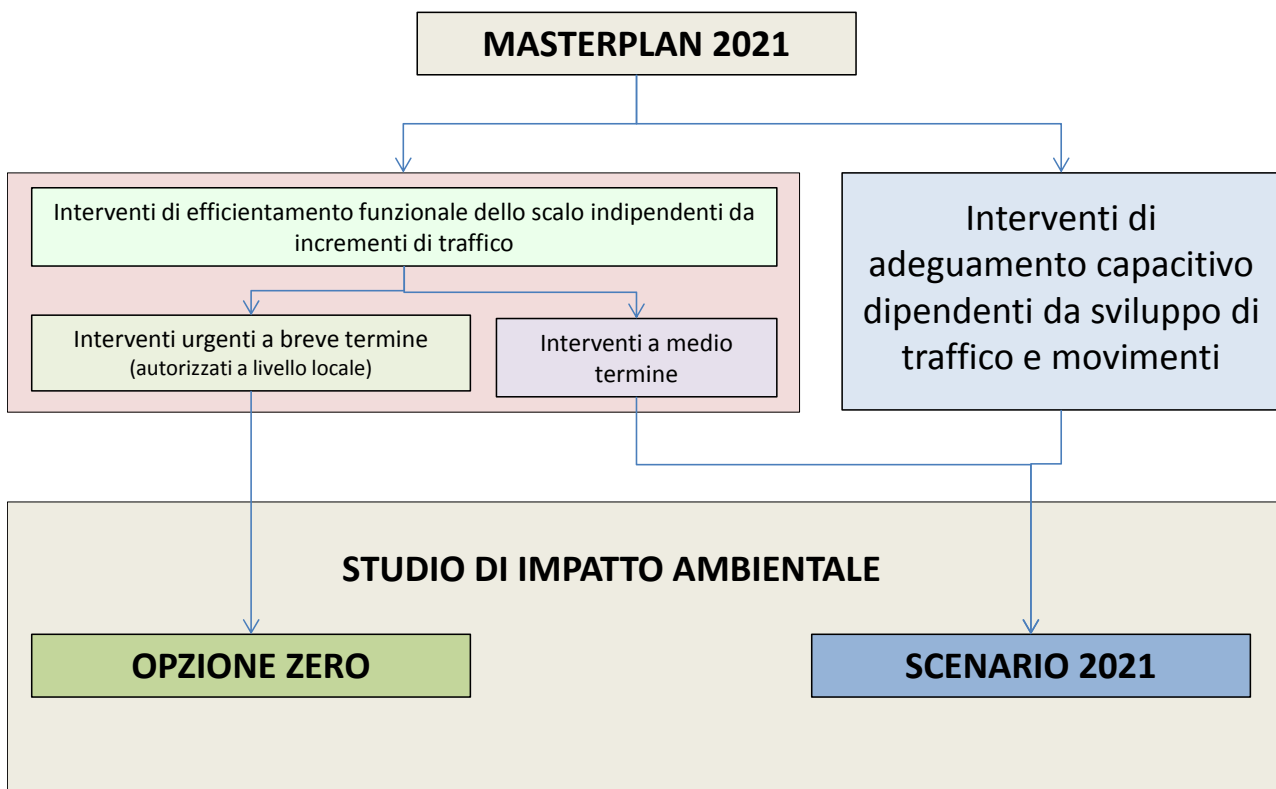 MASTERPLAN 2021
Interventi di efficientamento funzionale dello scalo indipendenti da
incrementi di traffico
Interventi urgenti a breve termine
(autorizzati a livello locale)
Interventi a medio
termine
Interventi di
adeguamento capacitivo
dipendenti da sviluppo di
traffico e movimenti
STUDIO DI IMPATTO AMBIENTALE
OPZIONE ZERO
SCENARIO 2021